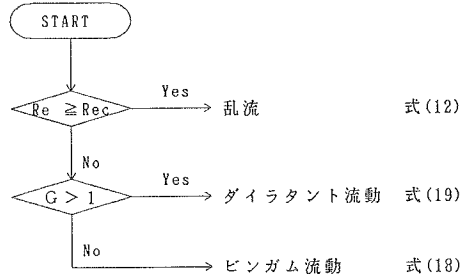 START
Yes
Re ≧Rec 乱流 式(12)
No
Yes
G > 1 ダイラタント流動 式(19)
No
ビンガム流動 式(18)